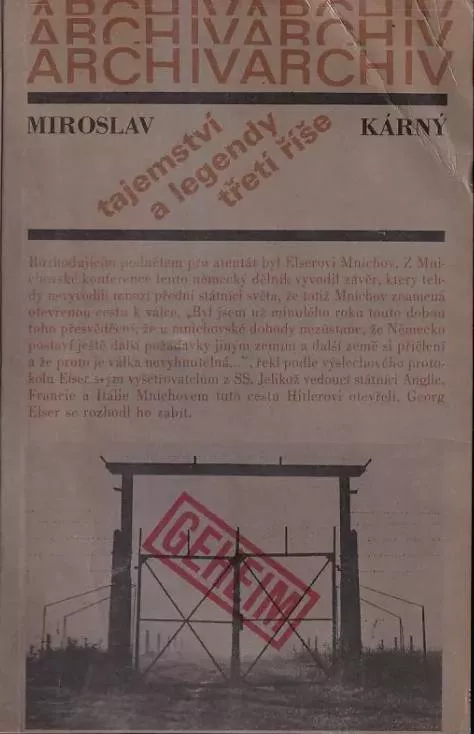 ARCHIVARCHIV
ARCHIVARCHIV
ARCHIVARCHIV
MIROSLAV KÁRNÝ
tajemství
a legendy
třetí říše
Rozhodujícím podnětem pro atentát byl Elserovi Mnichov. Z Mni-
chovské konference tento německý dělník vyvodil závěr, který teh-
dy nevyvodili mnozí přední státníci světa, že totiž Mnichov znamená
otevřenou cestu k válce. „Byl jsem už minulého roku touto dobou
toho přesvědčení, že u mnichovské dohody nezůstane, že Německo
postaví ještě další požadavky jiným zemím a další země si přičlení
a že proto je válka nevyhnutelná...", řekl podle výslechového proto-
kolu Elser svým vyšetřovatelům z SS. Jelikož vedoucí státníci Anglie,
Francie a Itálie Mnichovem tuto cestu Hitlerovi otevřeli, Georg
Elser se rozhodl ho zabít.
GEHEIM